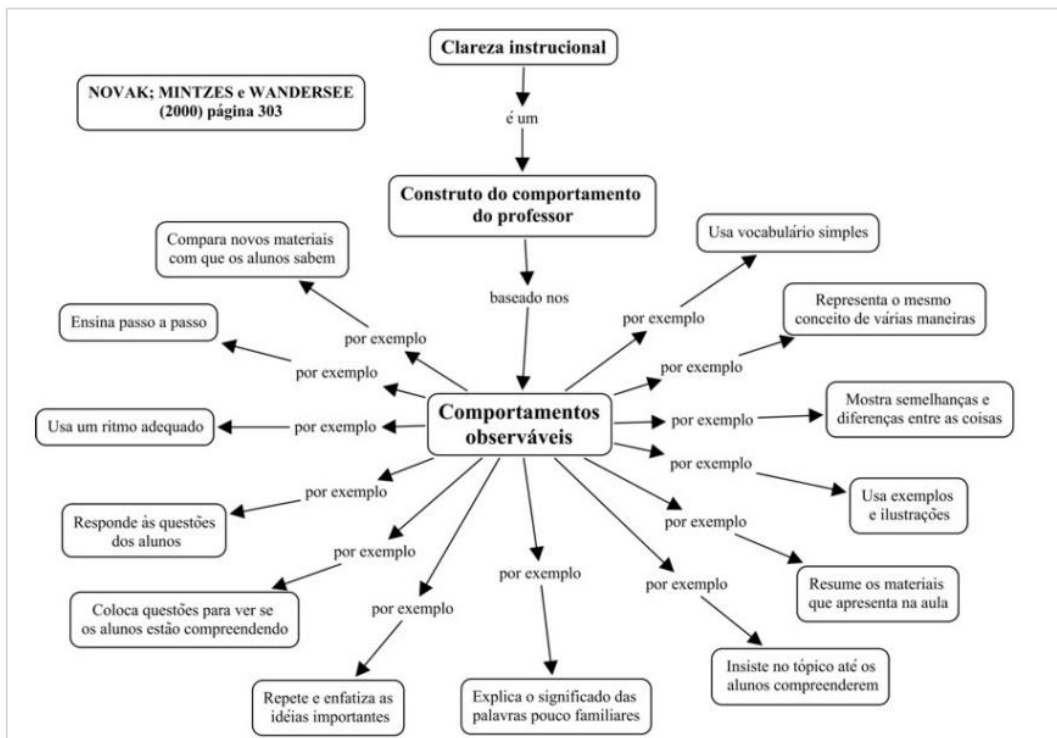 Clareza instrucional
NOVAK; MINTZES e WANDERSEE
(2000) página 303
é um
Construto do comportamento
do professor
baseado nos
Comportamentos
observáveis
por exemplo
Compara novos materiais
com que os alunos sabem
por exemplo
Ensina passo a passo
por exemplo
Usa um ritmo adequado
por exemplo
Responde às questões
dos alunos
por exemplo
Coloca questões para ver se
os alunos estão compreendendo
por exemplo
Repete e enfatiza as
idéias importantes
por exemplo
Explica o significado das
palavras pouco familiares
por exemplo
Insiste no tópico até os
alunos compreenderem
por exemplo
Resume os materiais
que apresenta na aula
por exemplo
Usa exemplos
e ilustrações
por exemplo
Mostra semelhanças e
diferenças entre as coisas
por exemplo
Representa o mesmo
conceito de várias maneiras
por exemplo
Usa vocabulário simples